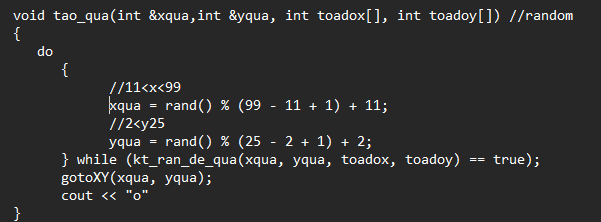 void tao_qua(int &xqua,int &yqua, int toadox[], int toadoy[]) //random
{
do
{
//11<x<99
xqua = rand() % (99 - 11 + 1) + 11;
//2<y25
yqua = rand() % (25 - 2 + 1) + 2;
} while (kt_ran_de_qua(xqua, yqua, toadox, toadoy) == true);
gotoXY(xqua, yqua);
cout << "o"
}